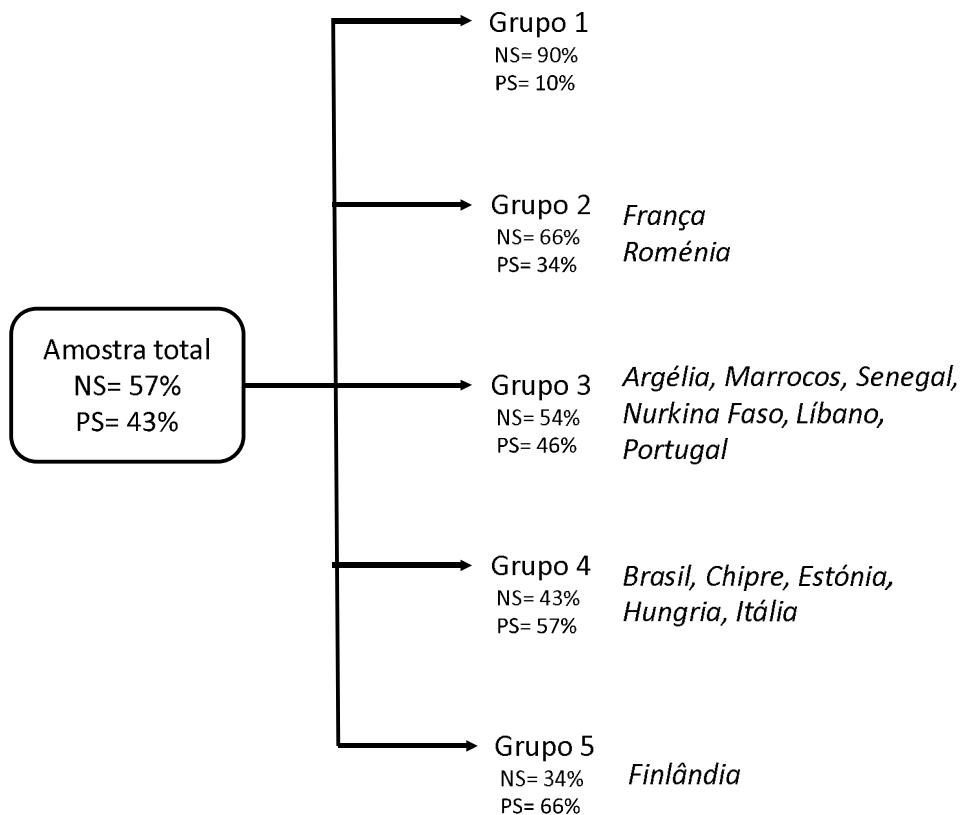 Grupo 1
NS= 90%
PS= 10%
Grupo 2
NS= 66%
PS= 34%
França
Roménia
Amostra total
NS= 57%
PS= 43%
Grupo 3
NS= 54%
PS= 46%
Argélia, Marrocos, Senegal,
Nurkina Faso, Líbano,
Portugal
Grupo 4
NS= 43%
PS= 57%
Brasil, Chipre, Estónia,
Hungria, Itália
Grupo 5
NS= 34%
PS= 66%
Finlândia